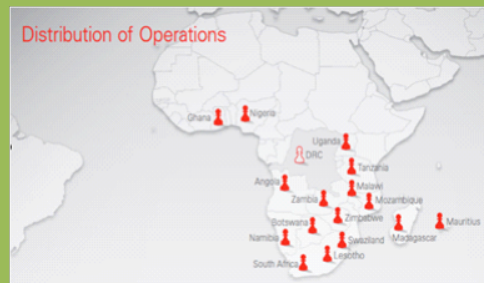 Distribution of Operations
Ghana
Nigeria
Uganda
DRC
Tanzania
Angola
Malawi
Zambia
Mozambique
Zimbabwe
Botswana
Mauritius
Madagascar
Namibia
Swaziland
Lesotho
South Africa